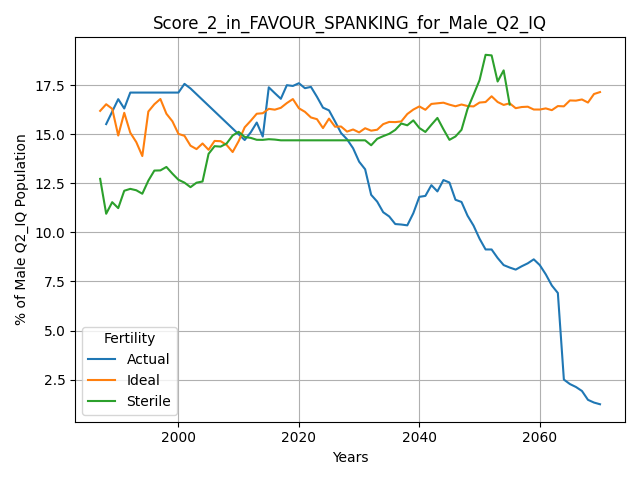 Score_2_in_FAVOUR_SPANKING_for_Male_Q2_IQ
% of Male Q2_IQ Population
17.5
15.0
12.5
10.0
7.5
5.0
2.5
Fertility
Actual
Ideal
Sterile
2000
2020
2040
2060
Years